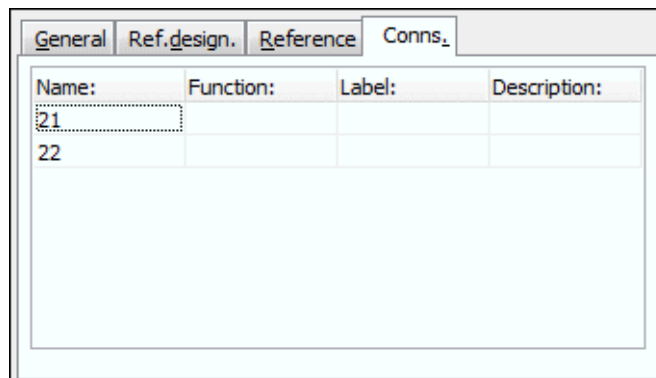 General Ref.design. Reference Conns.
Name: Function: Label: Description:
21
22